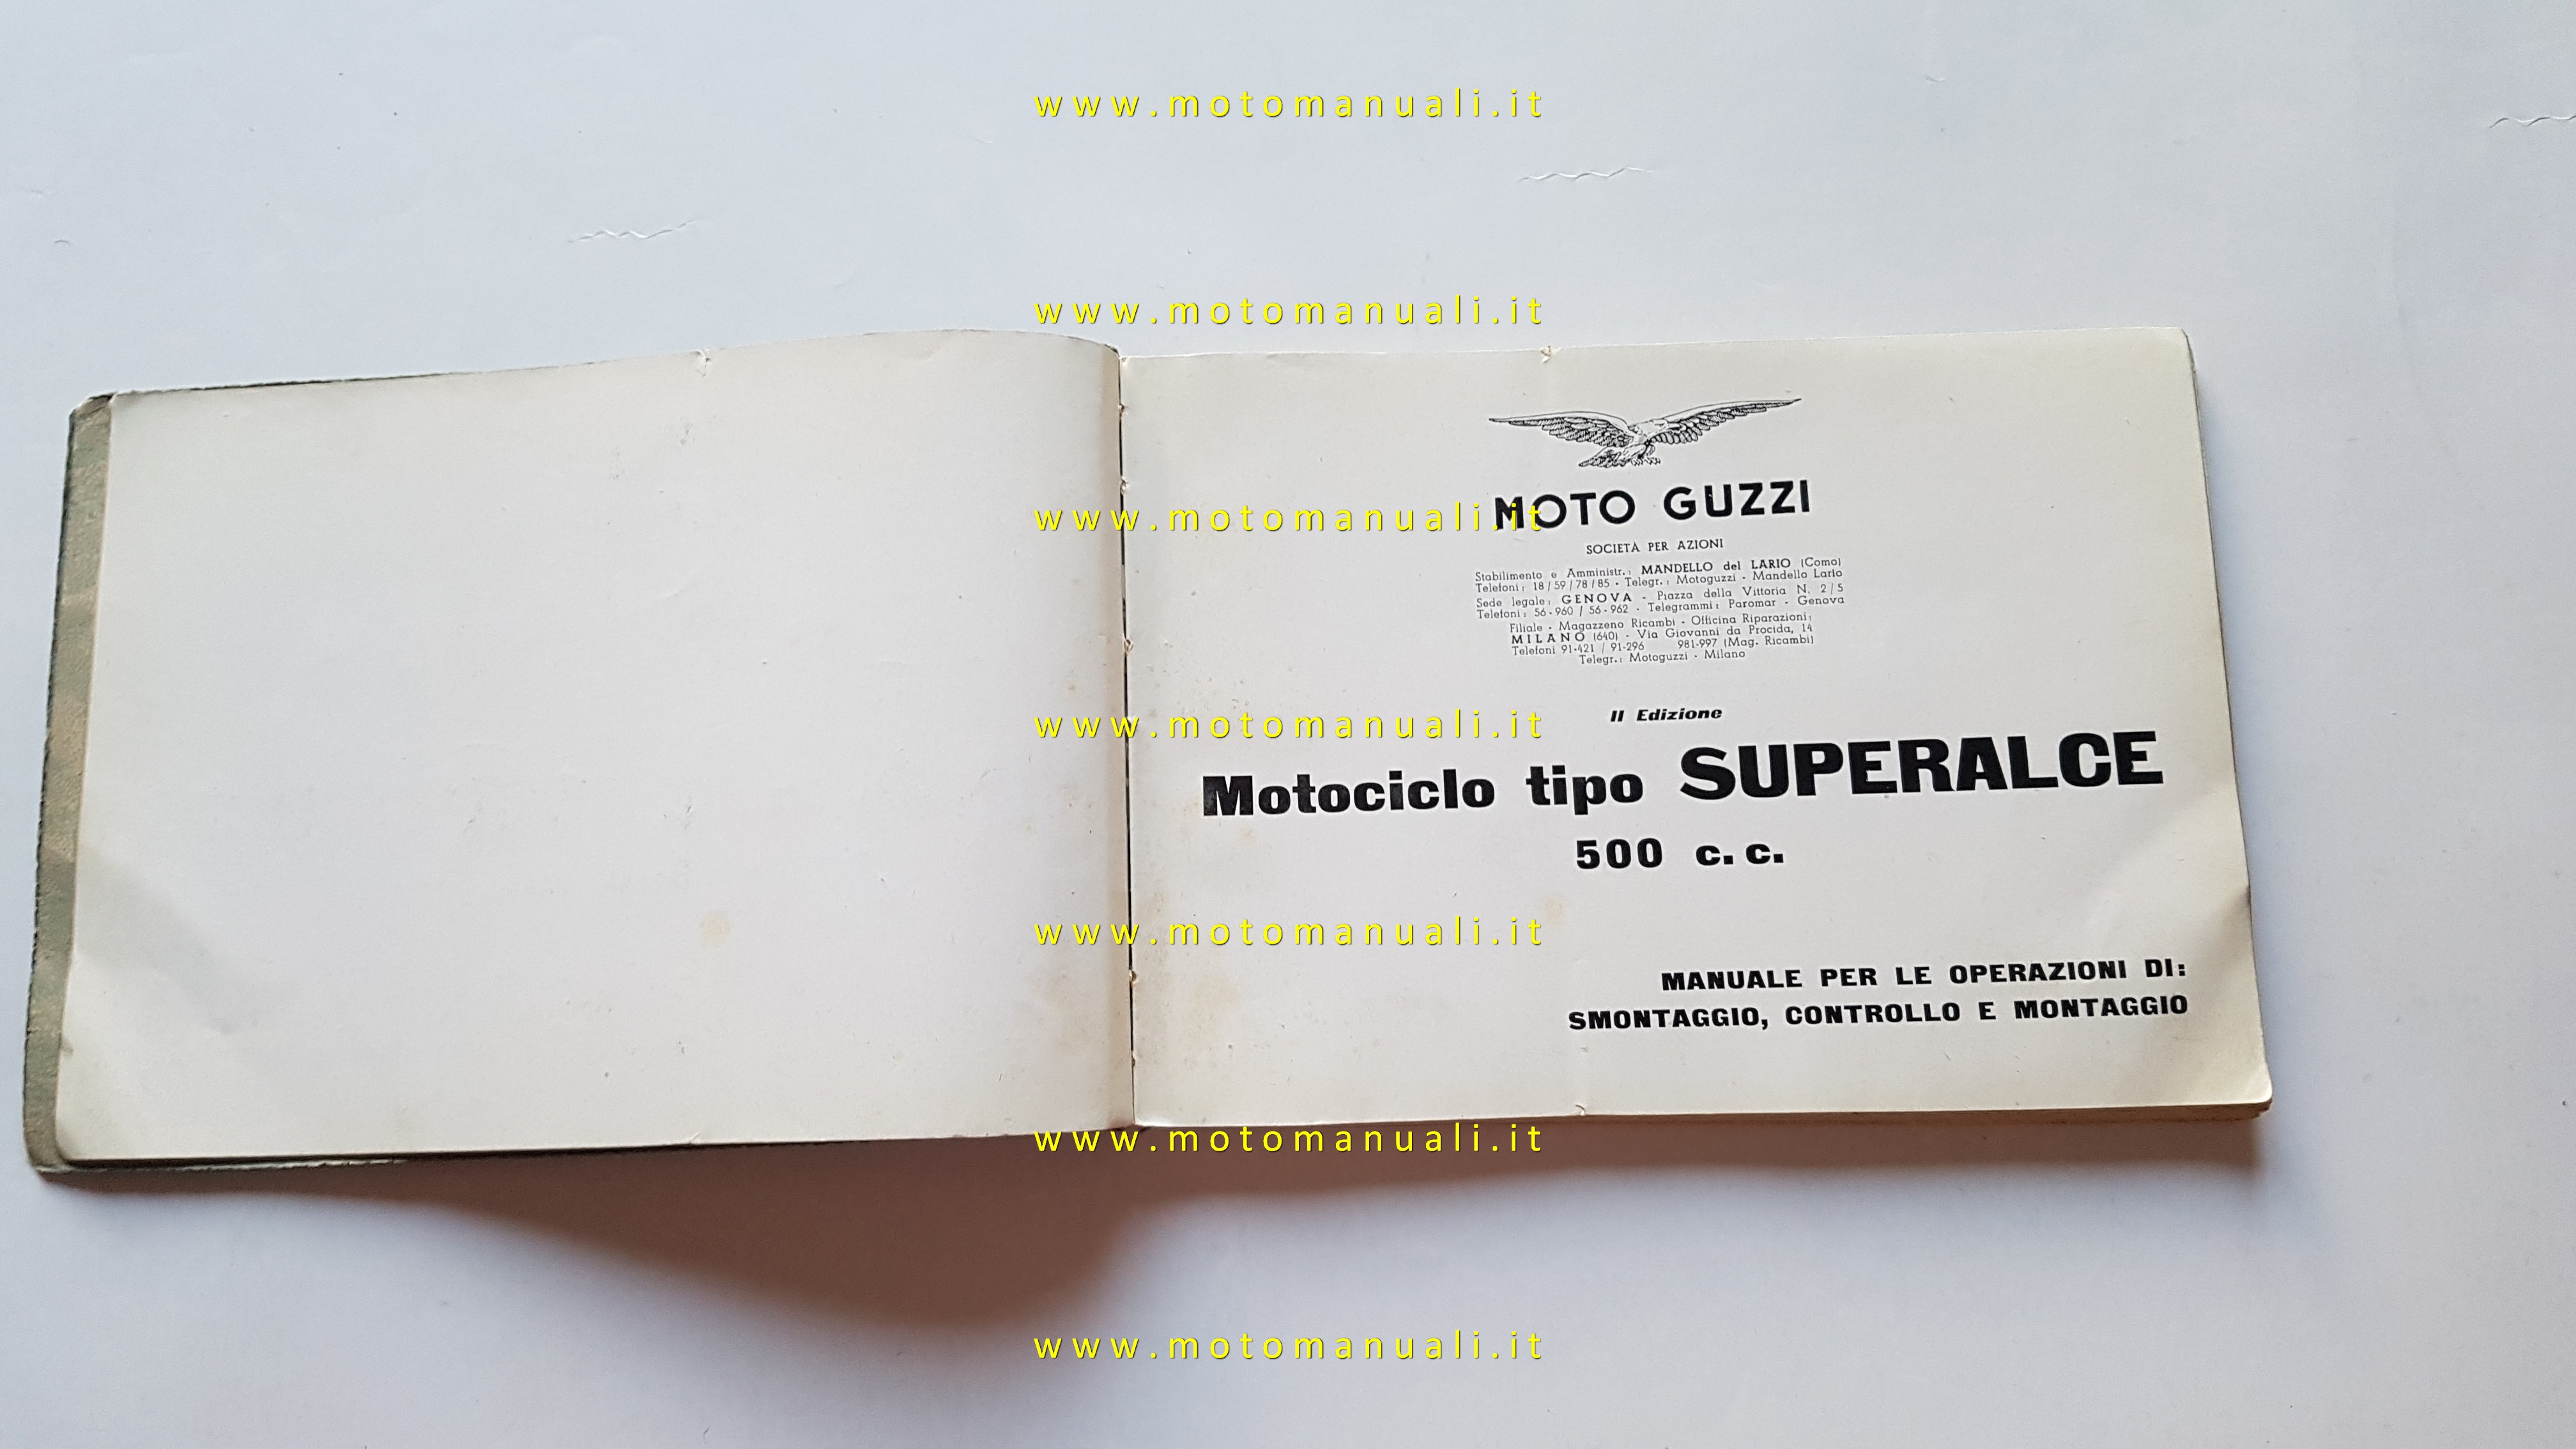 www.motomanuali.it
www.motomanuali.it
MOTO GUZZI
www.motomanuali.it
SOCIETÀ PER AZIONI
Stabilimento e Amministr.: MANDELLO del LARIO (Como)
Telefoni: 18/59/78/85 - Telegr.: Motoguzzi - Mandello Lario
Sede legale: GENOVA - Piazza della Vittoria N. 2/5
Telefoni: 56-960 / 56-962 - Telegrammi: Paromar - Genova
Filiale - Magazzeno Ricambi - Officina Riparazioni:
MILANO (640) - Via Giovanni da Procida, 14
Telefoni 91-421 / 91-296 981-997 (Mag. Ricambi)
Telegr.: Motoguzzi - Milano
II Edizione
www.motomanuali.it
Motociclo tipo SUPERALCE
500 c.c.
www.motomanuali.it
MANUALE PER LE OPERAZIONI DI:
SMONTAGGIO, CONTROLLO E MONTAGGIO
www.motomanuali.it
www.motomanuali.it